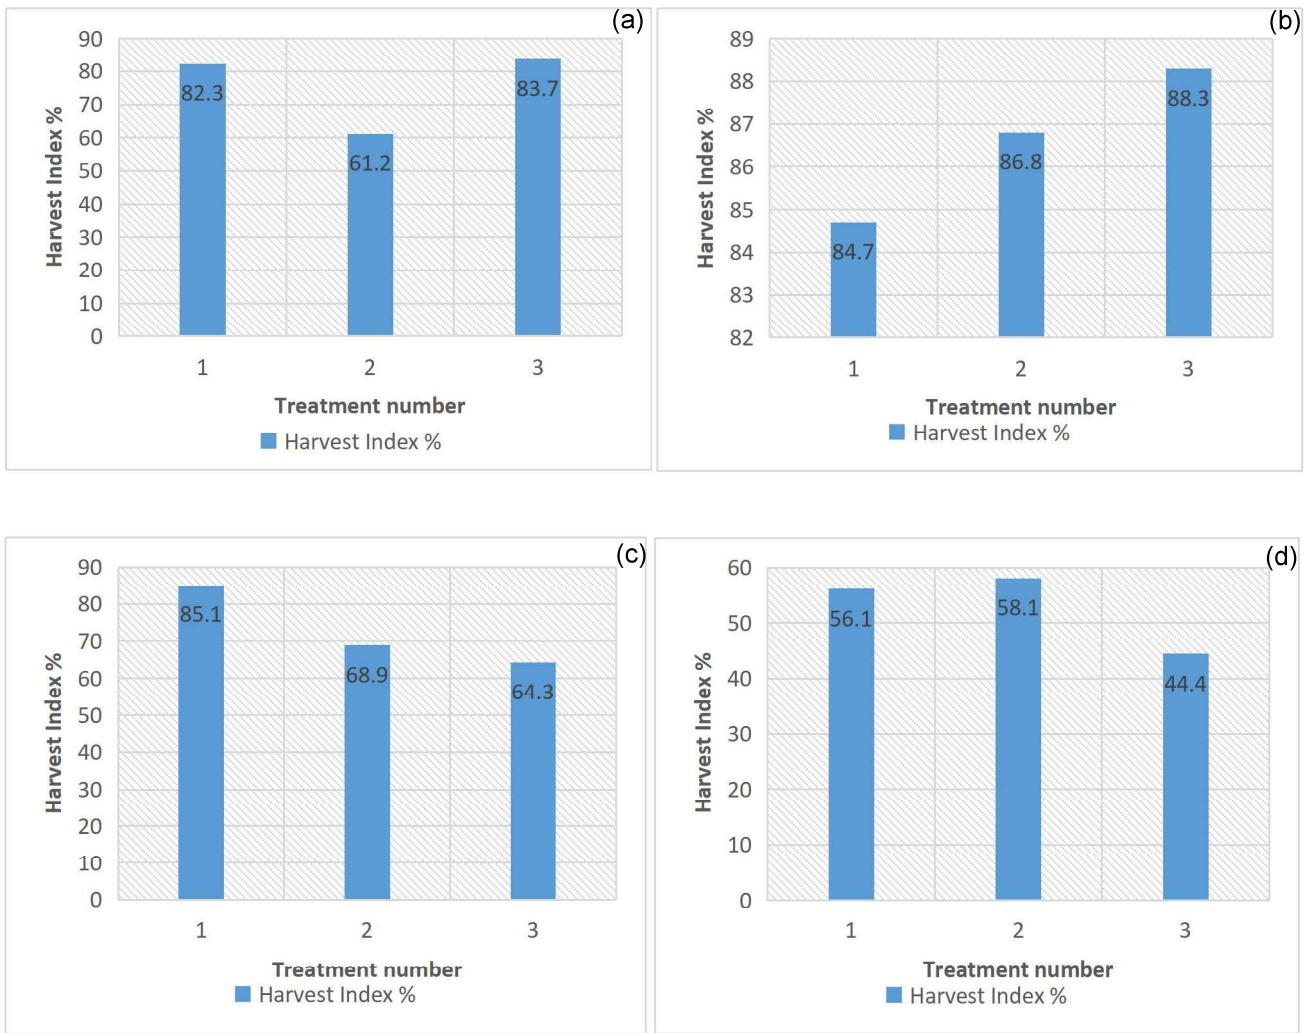 (a)
90
80
70
60
50
40
30
20
10
0
Harvest Index %
82.3
61.2
83.7
1 2 3
Treatment number
Harvest Index %
(b)
89
88
87
86
85
84
83
82
Harvest Index %
84.7
86.8
88.3
1 2 3
Treatment number
Harvest Index %
(c)
90
80
70
60
50
40
30
20
10
0
Harvest Index %
85.1
68.9
64.3
1 2 3
Treatment number
Harvest Index %
(d)
60
50
40
30
20
10
0
Harvest Index %
56.1
58.1
44.4
1 2 3
Treatment number
Harvest Index %